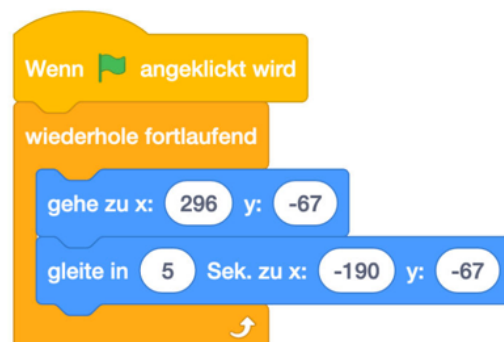 Wenn angeklickt wird
wiederhole fortlaufend
gehe zu x: 296 y: -67
gleite in 5 Sek. zu x: -190 y: -67